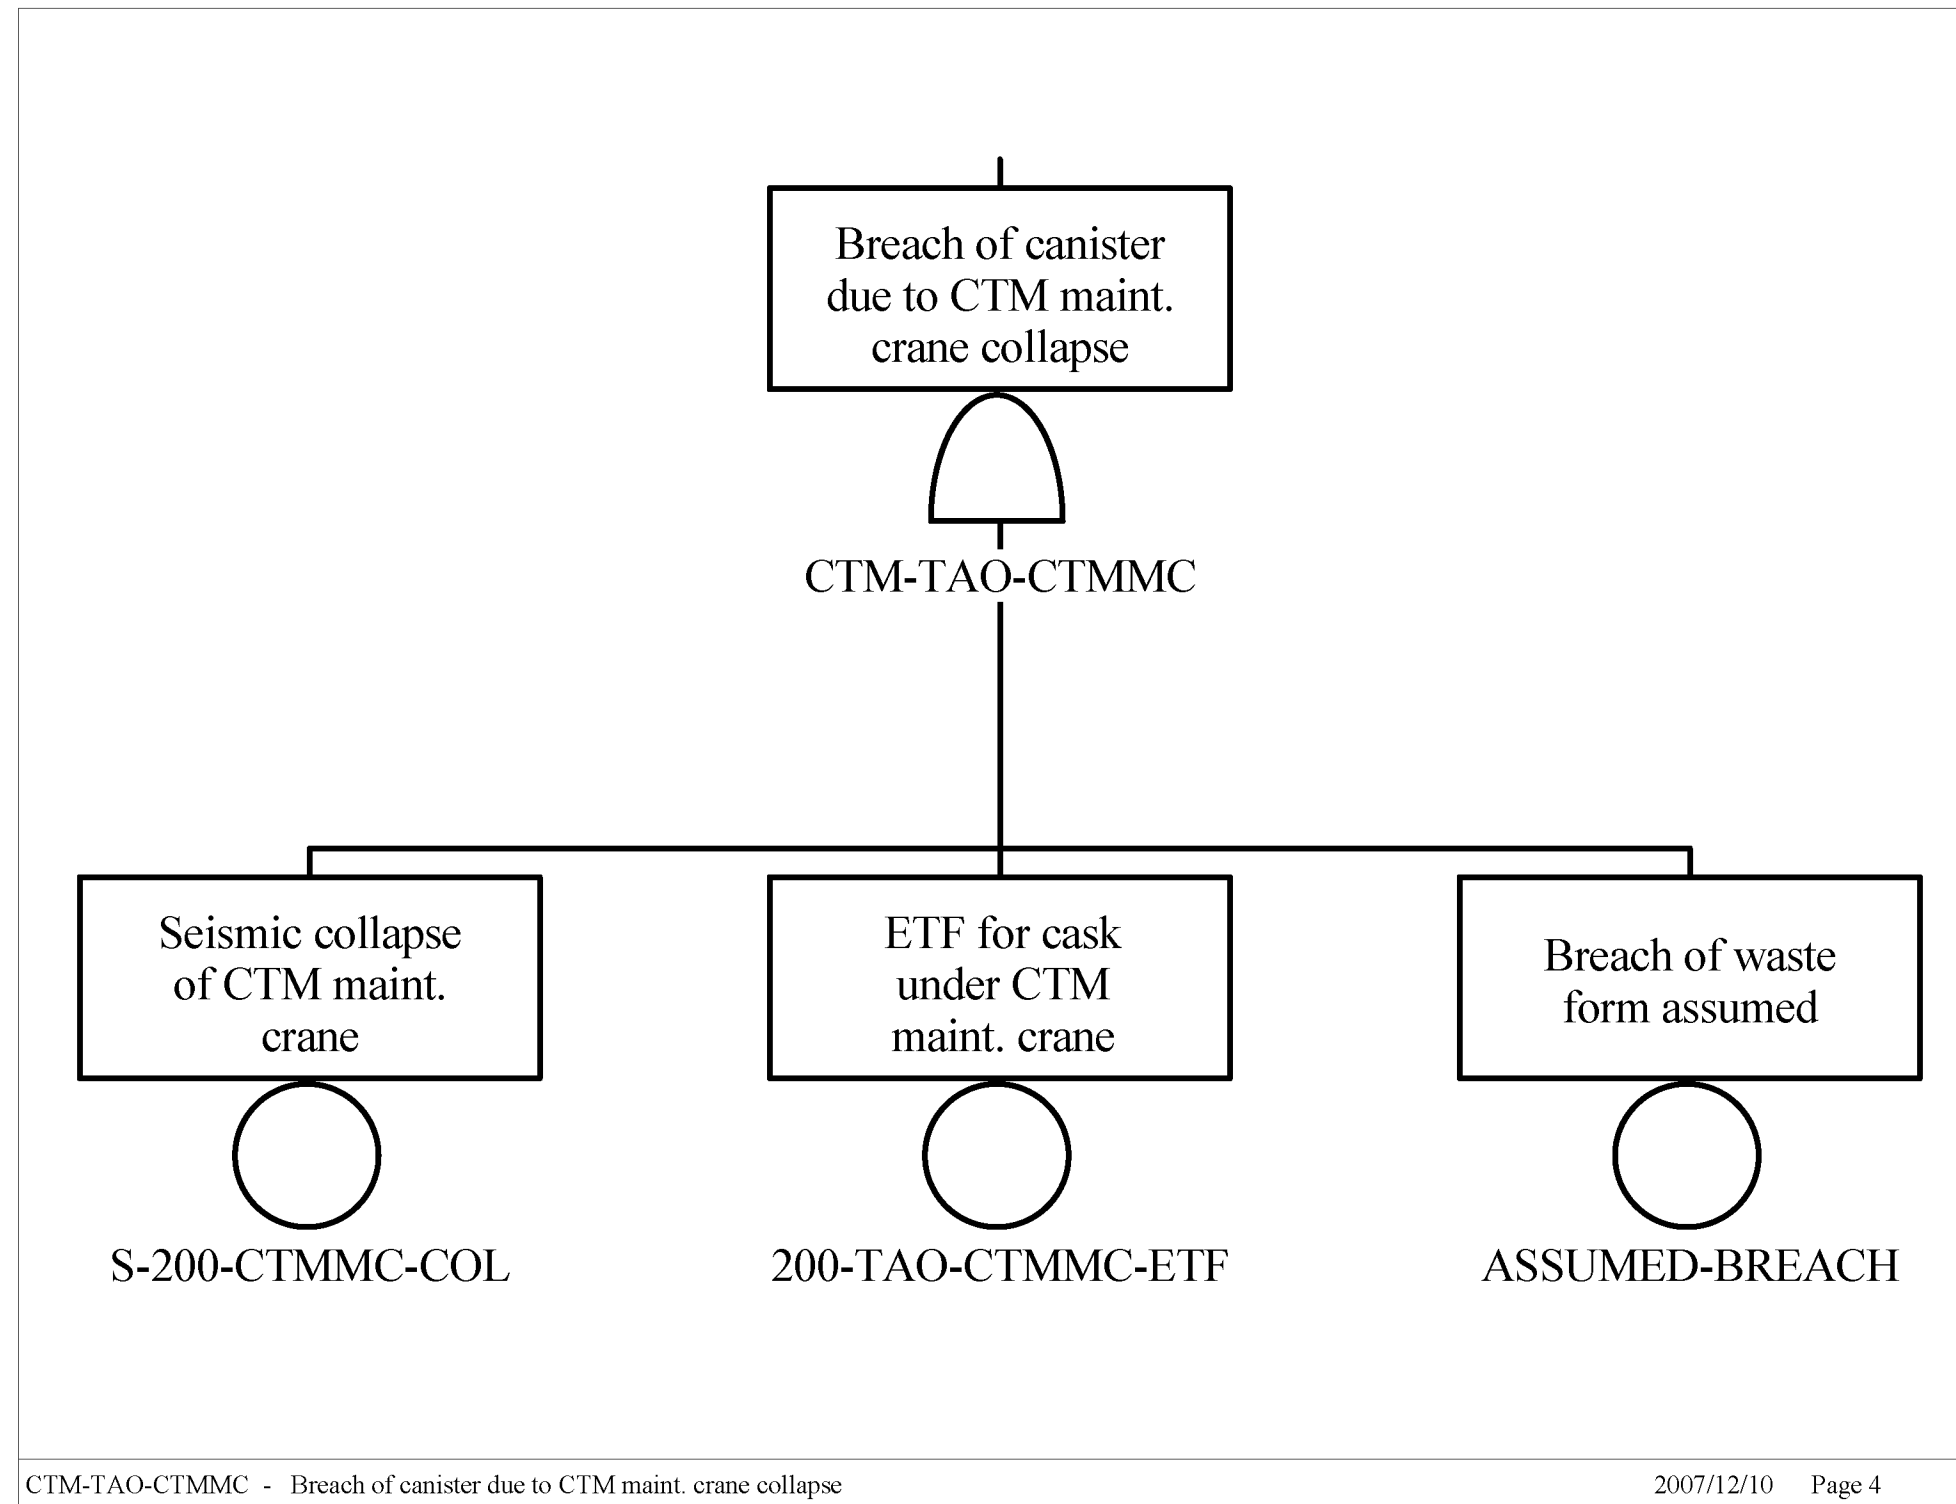 Breach of canister
due to CTM maint.
crane collapse
CTM-TAO-CTMMC
Seismic collapse
of CTM maint.
crane
S-200-CTMMC-COL
ETF for cask
under CTM
maint. crane
200-TAO-CTMMC-ETF
Breach of waste
form assumed
ASSUMED-BREACH
CTM-TAO-CTMMC - Breach of canister due to CTM maint. crane collapse
2007/12/10 Page 4